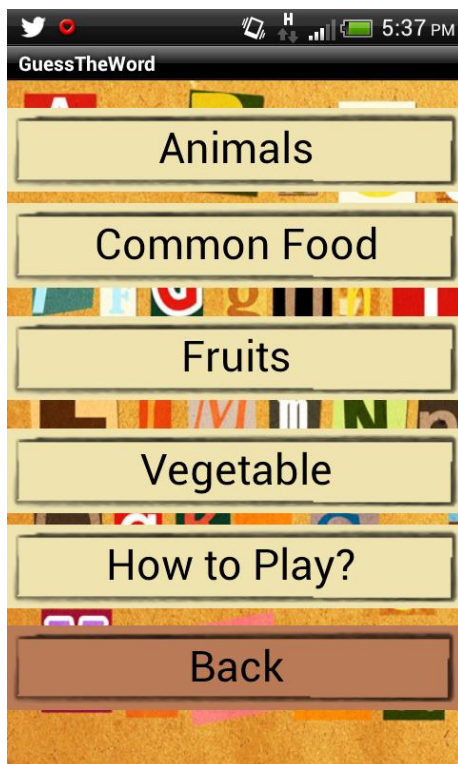 H
5:37 PM
GuessTheWord
Animals
Common Food
Fruits
Vegetable
How to Play?
Back